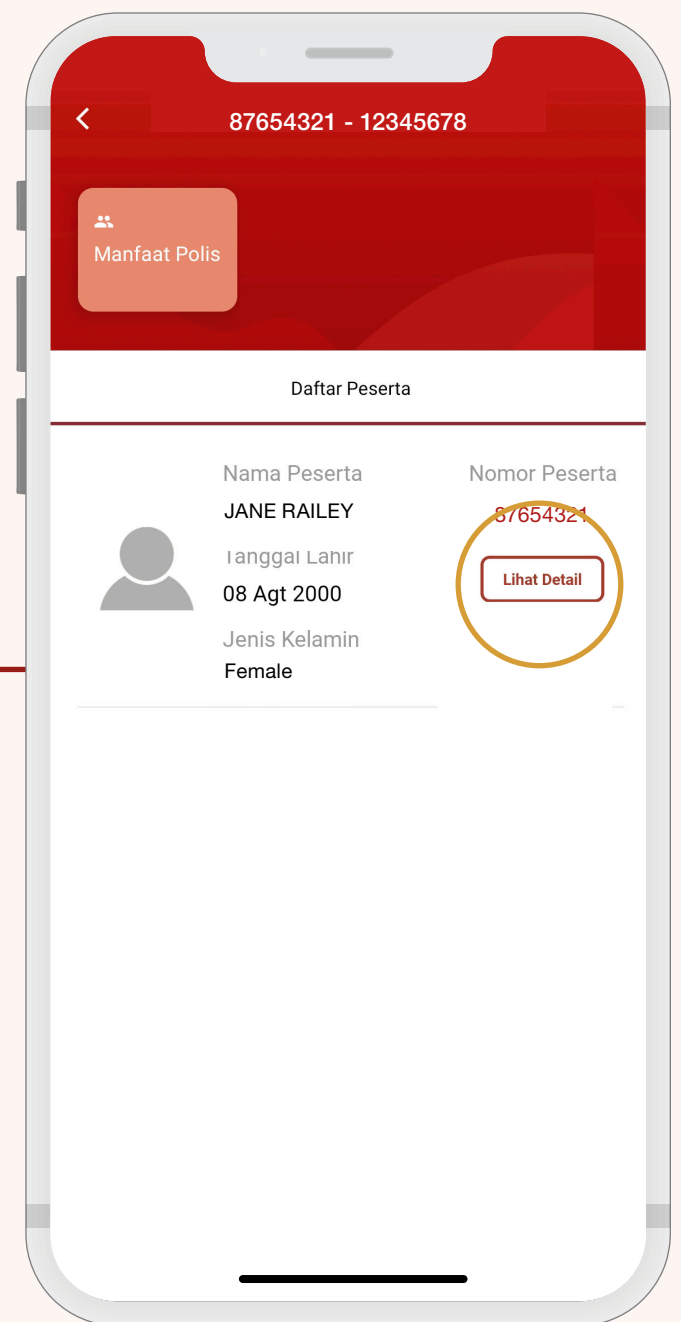 87654321 - 12345678
Manfaat Polis
Daftar Peserta
Nama Peserta
JANE RAILEY
Tanggal Lahir
08 Agt 2000
Jenis Kelamin
Female
Nomor Peserta
87654321
Lihat Detail